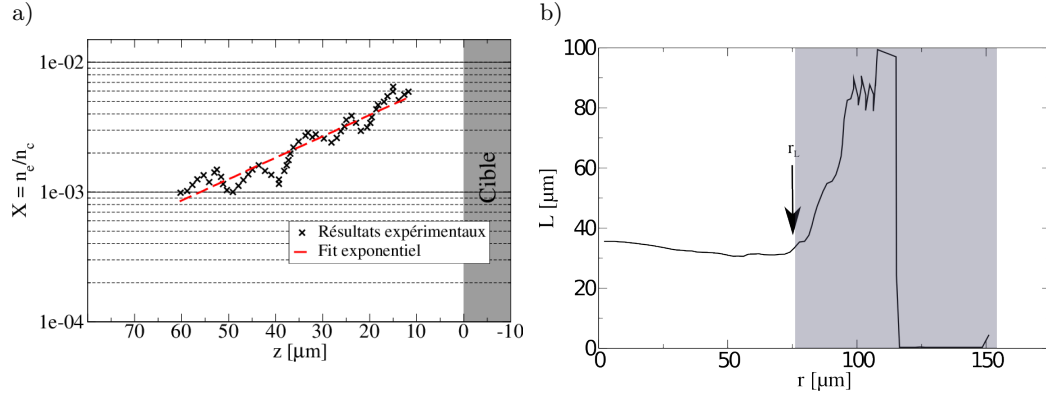 a)
1e-02
1e-03
1e-04
X = n_e/n_c
Cible
Résultats expérimentaux
Fit exponentiel
70 60 50 40 30 20 10 0 -10
z [μm]
b)
100
80
60
40
20
0
L [μm]
r_L
0 50 100 150
r [μm]